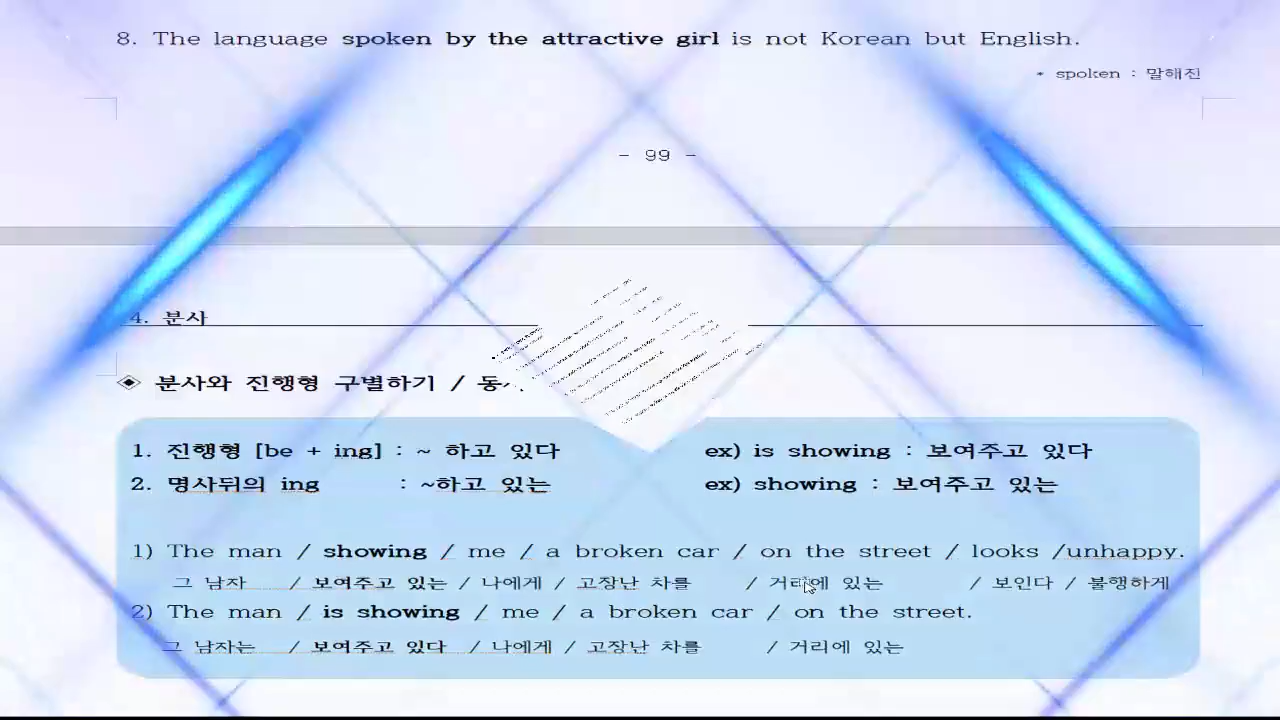 8. The language spoken by the attractive girl is not Korean but English.
* spoken : 말해진
- 99 -
4. 분사
◈ 분사와 진행형 구별하기 /
1. 진행형 [be + ing] : ~ 하고 있다 ex) is showing : 보여주고 있다
2. 명사뒤의 ing : ~하고 있는 ex) showing : 보여주고 있는
1) The man / showing / me / a broken car / on the street / looks /unhappy.
그 남자 / 보여주고 있는 / 나에게 / 고장난 차를 / 거리에 있는 / 보인다 / 불행하게
2) The man / is showing / me / a broken car / on the street.
그 남자는 / 보여주고 있다 / 나에게 / 고장난 차를 / 거리에 있는